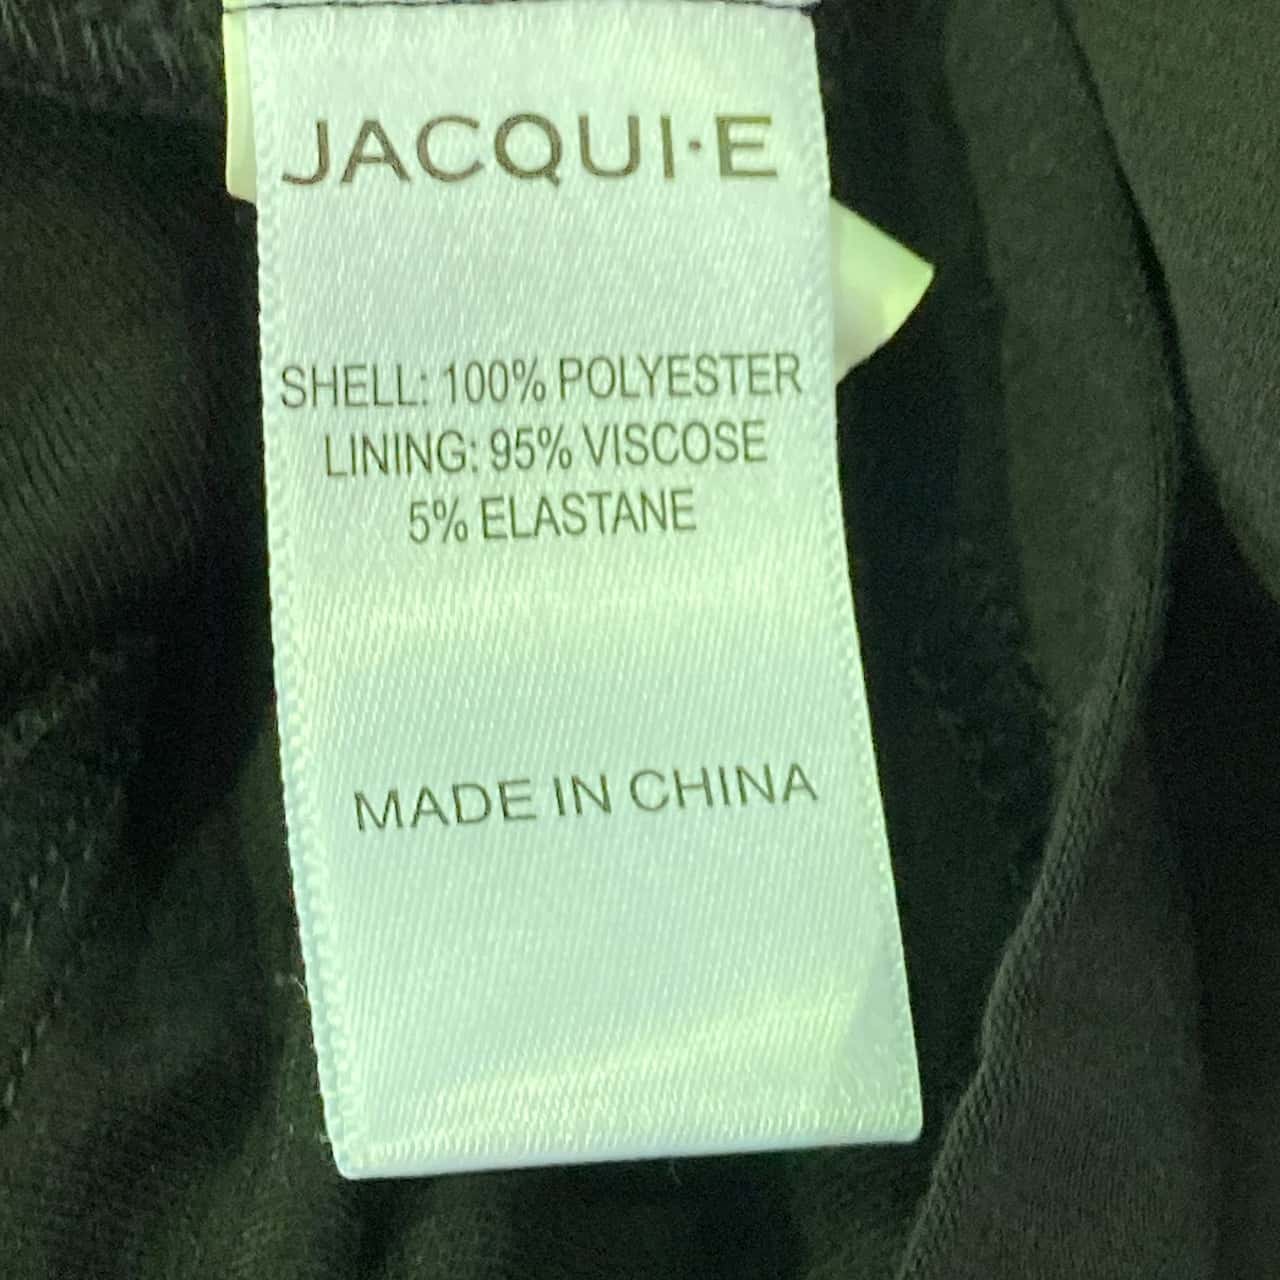 JACQUI·E
SHELL: 100% POLYESTER
LINING: 95% VISCOSE
5% ELASTANE
MADE IN CHINA